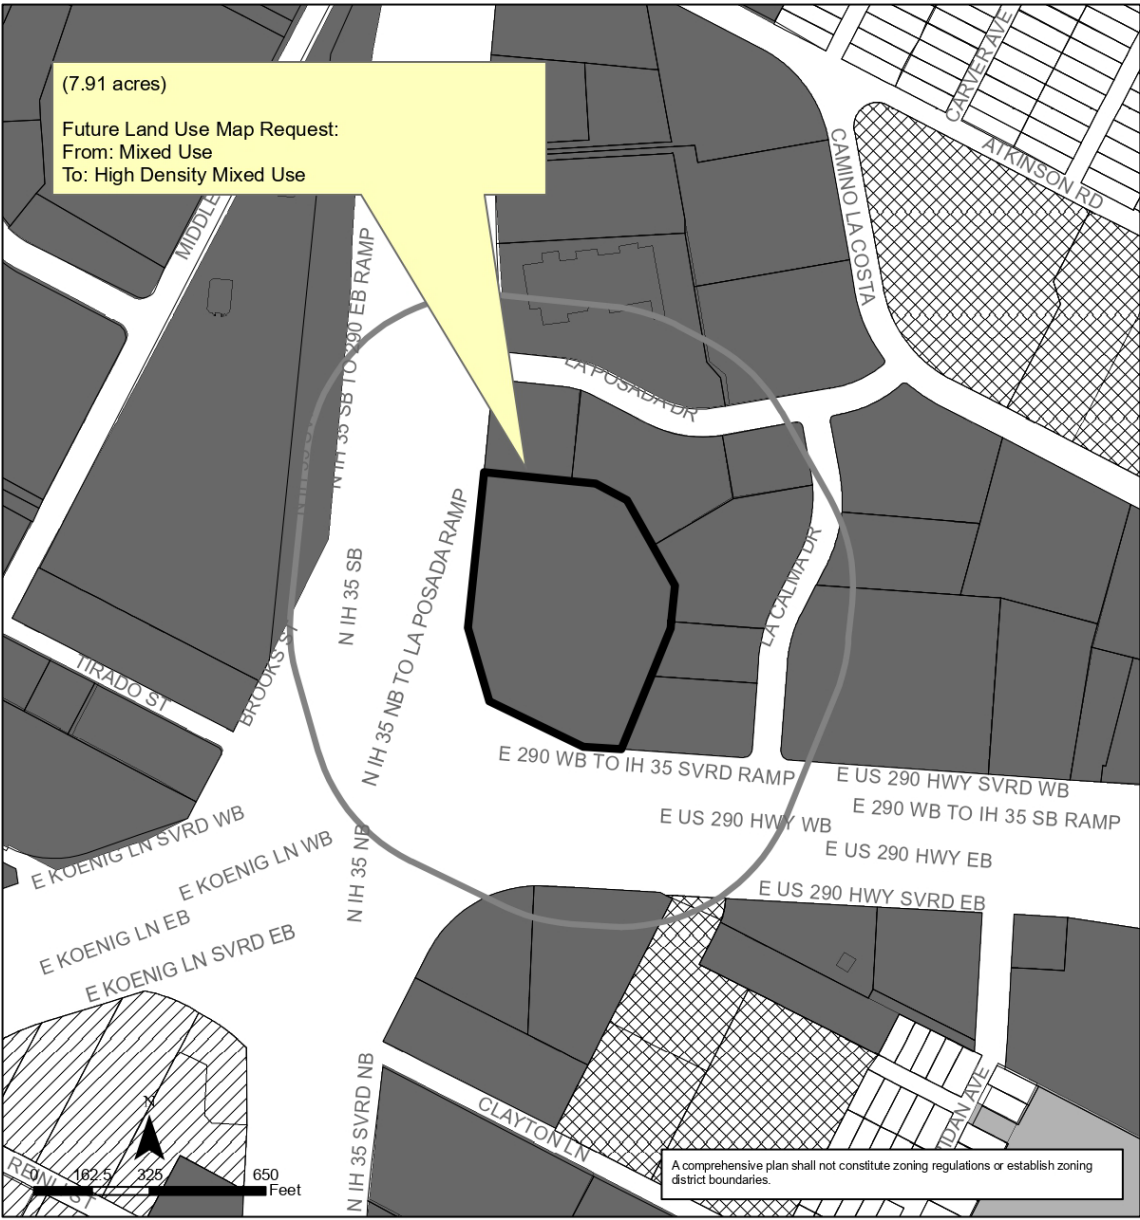 (7.91 acres)
Future Land Use Map Request:
From: Mixed Use
To: High Density Mixed Use
CARVER AVE
ATKINSON RD
CAMINO LA COSTA
MIDDLE
N IH 35 SB TO 290 EB RAMP
LA POSADA DR
N IH 35 SB
N IH 35 NB TO LA POSADA RAMP
LA CALMA DR
TIRADO ST
BROOKS ST
E 290 WB TO IH 35 SVRD RAMP
E US 290 HWY SVRD WB
E 290 WB TO IH 35 SB RAMP
E US 290 HWY WB
E US 290 HWY EB
E US 290 HWY SVRD EB
E KOENIG LN SVRD WB
E KOENIG LN WB
N IH 35 NB
E KOENIG LN EB
E KOENIG LN SVRD EB
N IH 35 SVRD NB
CLAYTON LN
IDAN AVE
N
0 162.5 325 650
Feet
A comprehensive plan shall not constitute zoning regulations or establish zoning
district boundaries.